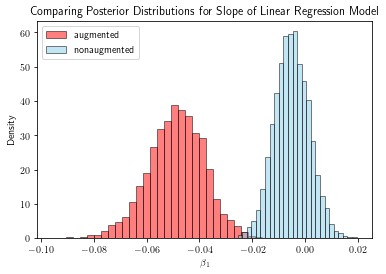 Comparing Posterior Distributions for Slope of Linear Regression Model
augmented
nonaugmented
Density
60
50
40
30
20
10
0
−0.10
−0.08
−0.06
−0.04
−0.02
0.00
0.02
β₁